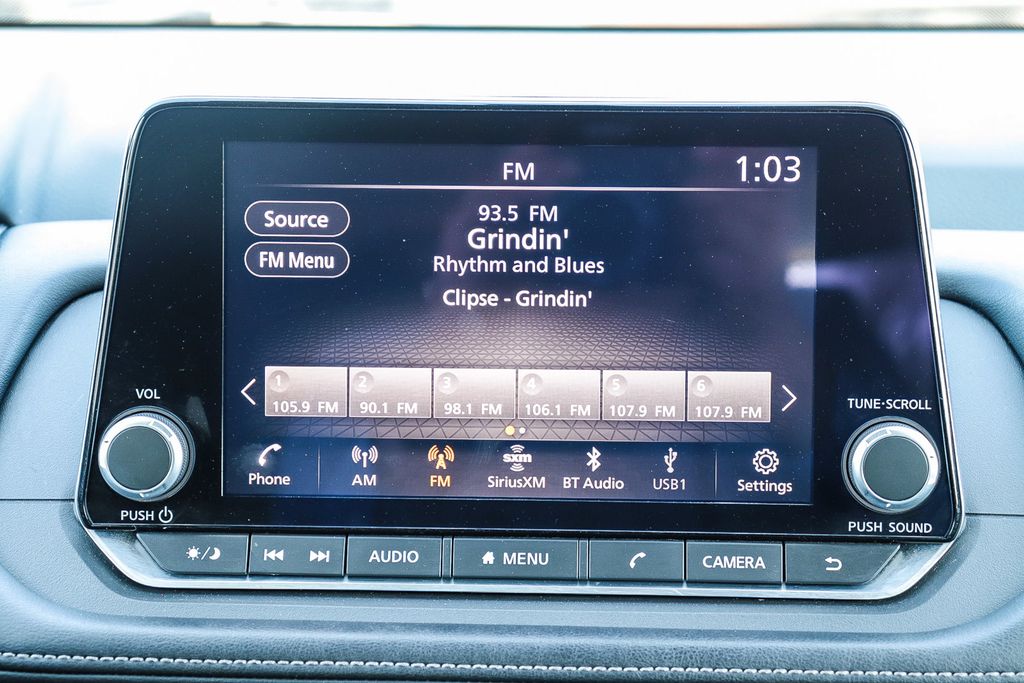 FM
1:03
Source
FM Menu
93.5 FM
Grindin'
Rhythm and Blues
Clipse - Grindin'
1
105.9 FM
2
90.1 FM
3
98.1 FM
4
106.1 FM
5
107.9 FM
6
107.9 FM
VOL
PUSH
TUNE·SCROLL
PUSH SOUND
Phone
AM
FM
sxm
SiriusXM
BT Audio
USB1
Settings
AUDIO
MENU
CAMERA